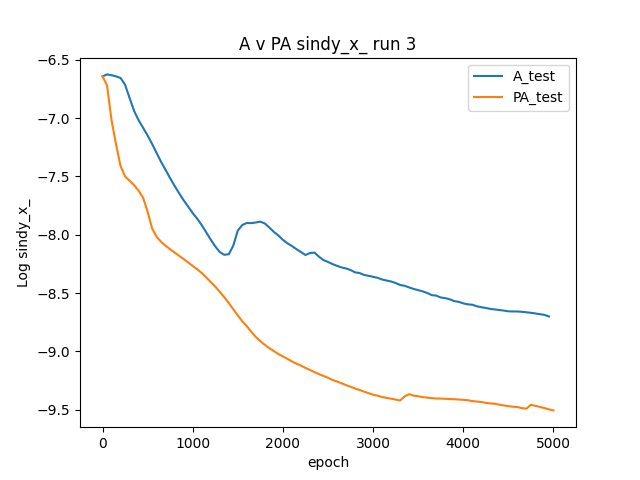 A v PA sindy_x_ run 3
A_test
PA_test
Log sindy_x_
−6.5
−7.0
−7.5
−8.0
−8.5
−9.0
−9.5
0 1000 2000 3000 4000 5000
epoch